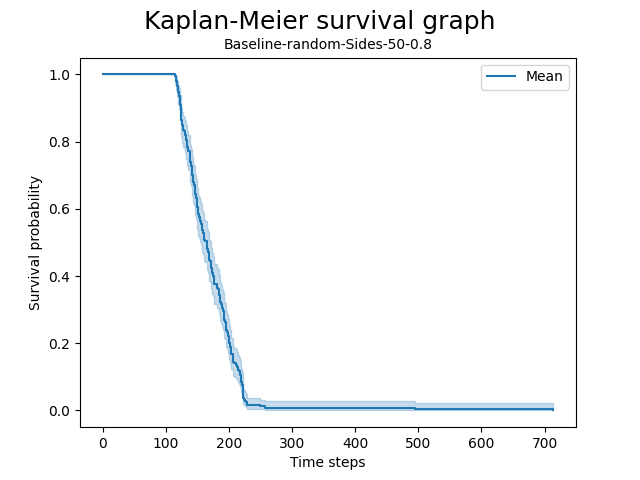 Kaplan-Meier survival graph
Baseline-random-Sides-50-0.8
Mean
Survival probability
1.0
0.8
0.6
0.4
0.2
0.0
0 100 200 300 400 500 600 700
Time steps